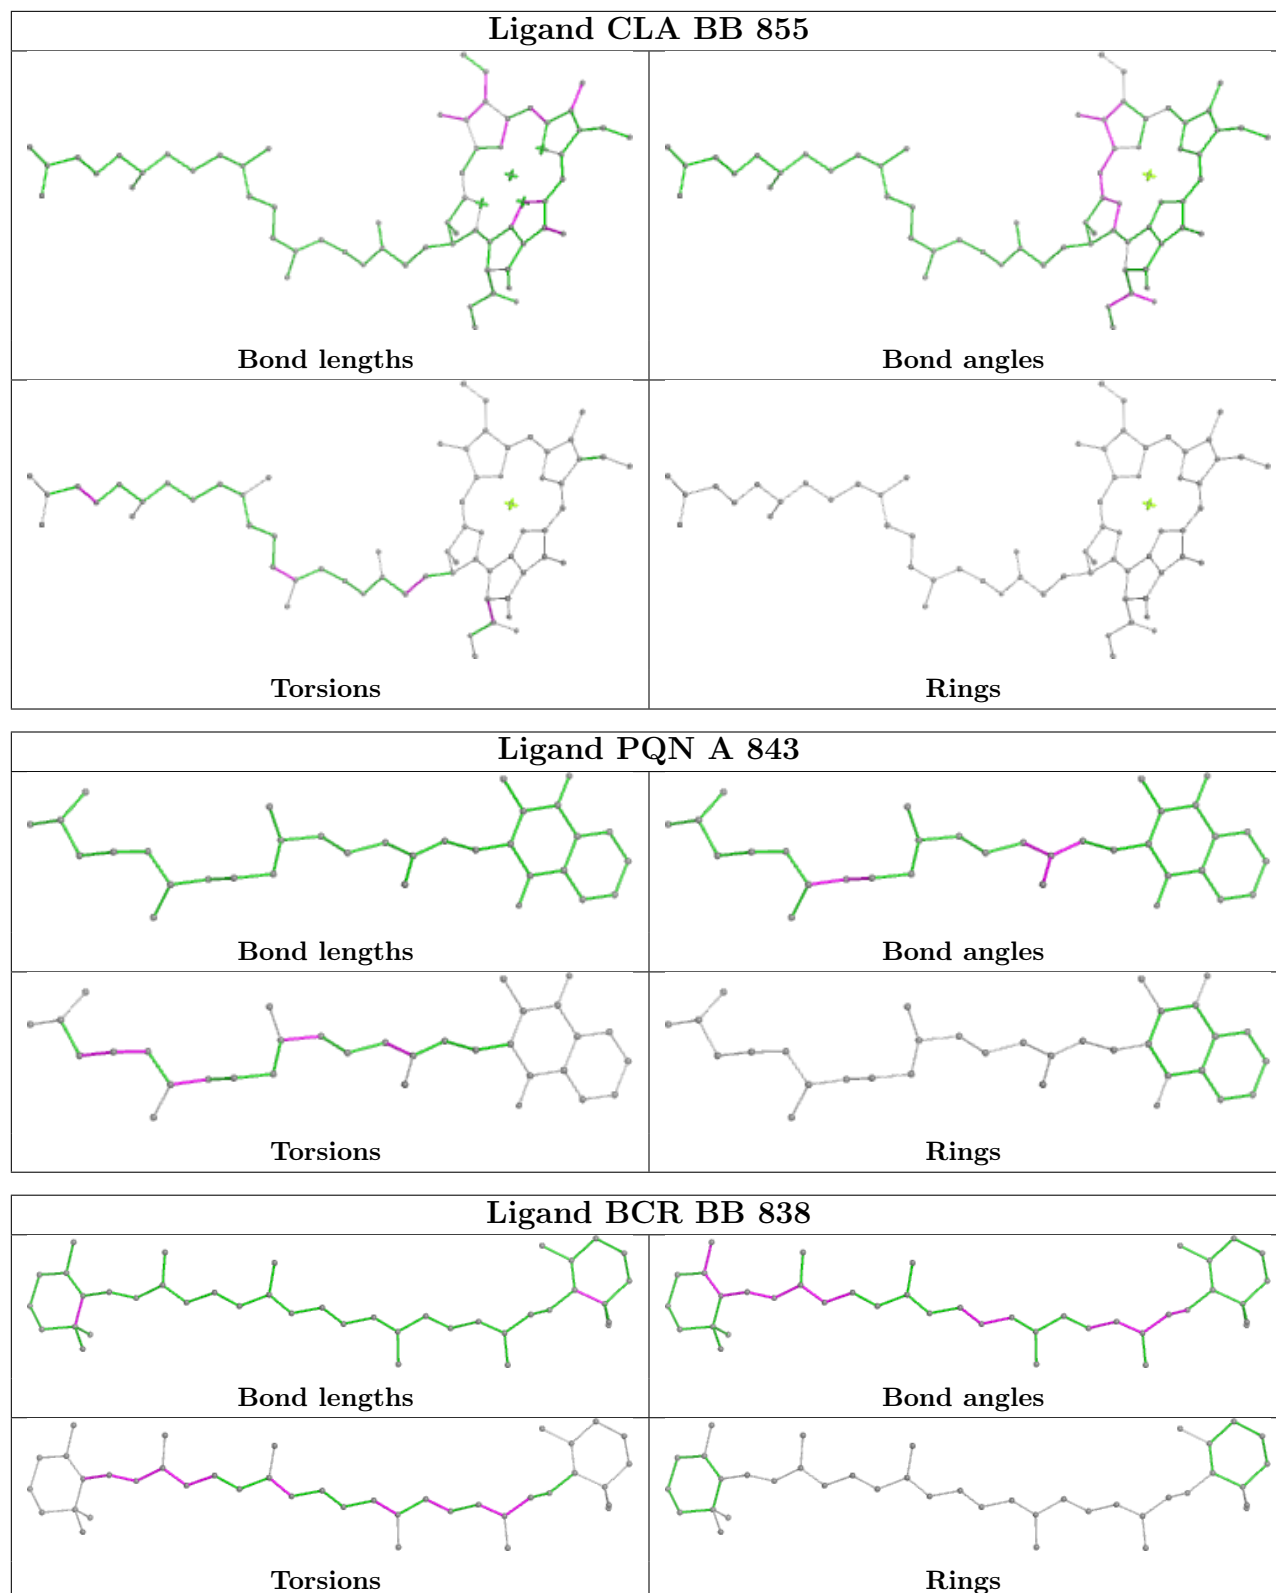 Ligand CLA BB 855
Bond lengths
Bond angles
Torsions
Rings
Ligand PQN A 843
Bond lengths
Bond angles
Torsions
Rings
Ligand BCR BB 838
Bond lengths
Bond angles
Torsions
Rings